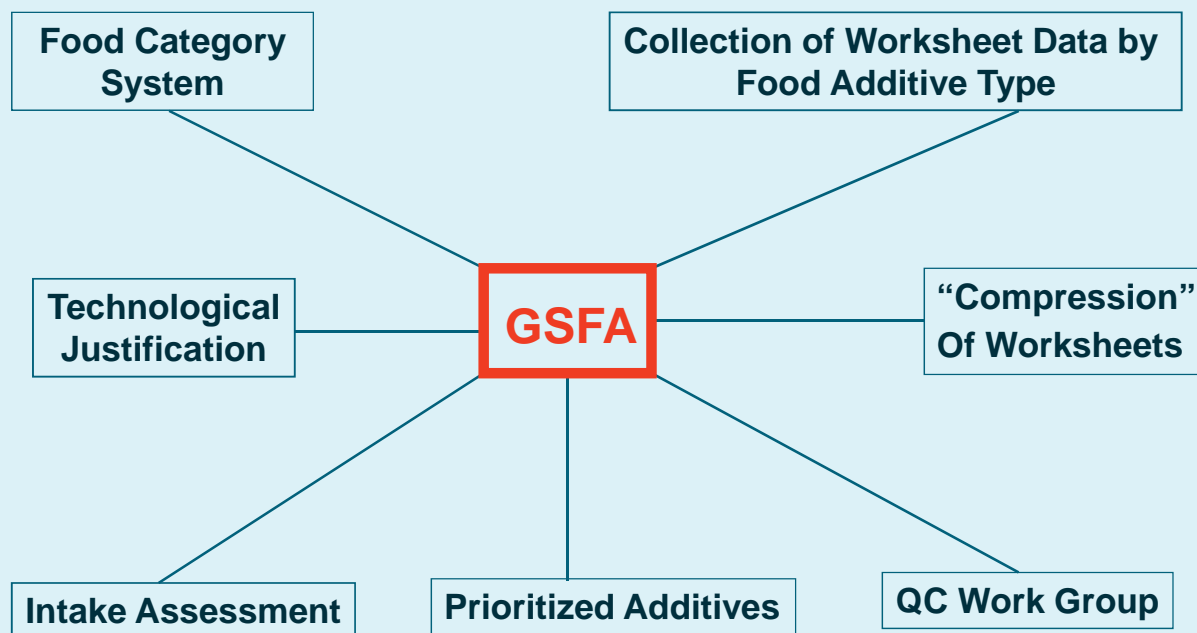 Food Category
System
Collection of Worksheet Data by
Food Additive Type
Technological
Justification
GSFA
“Compression”
Of Worksheets
Intake Assessment
Prioritized Additives
QC Work Group